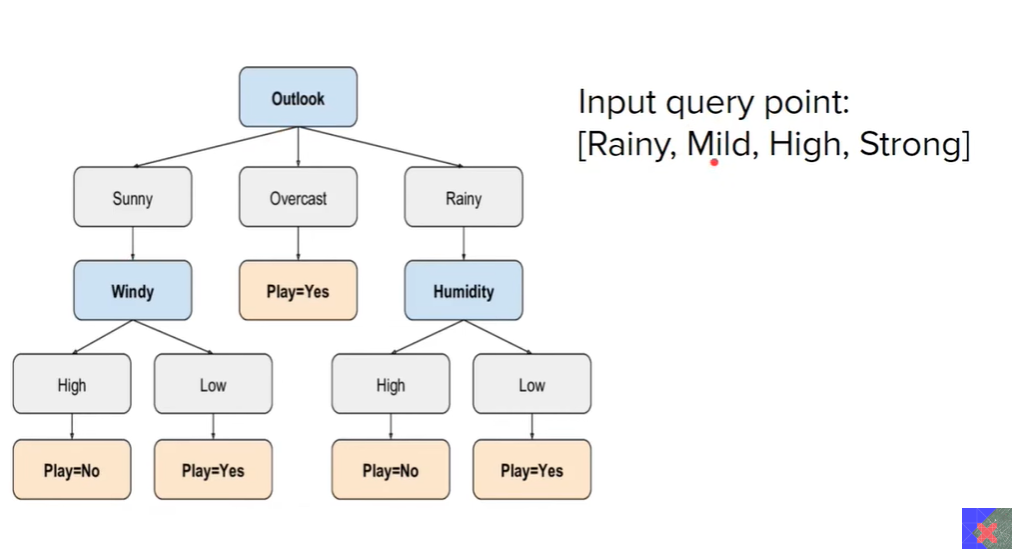 Outlook
Input query point:
[Rainy, Mild, High, Strong]
Sunny
Overcast
Rainy
Windy
Play=Yes
Humidity
High
Low
High
Low
Play=No
Play=Yes
Play=No
Play=Yes